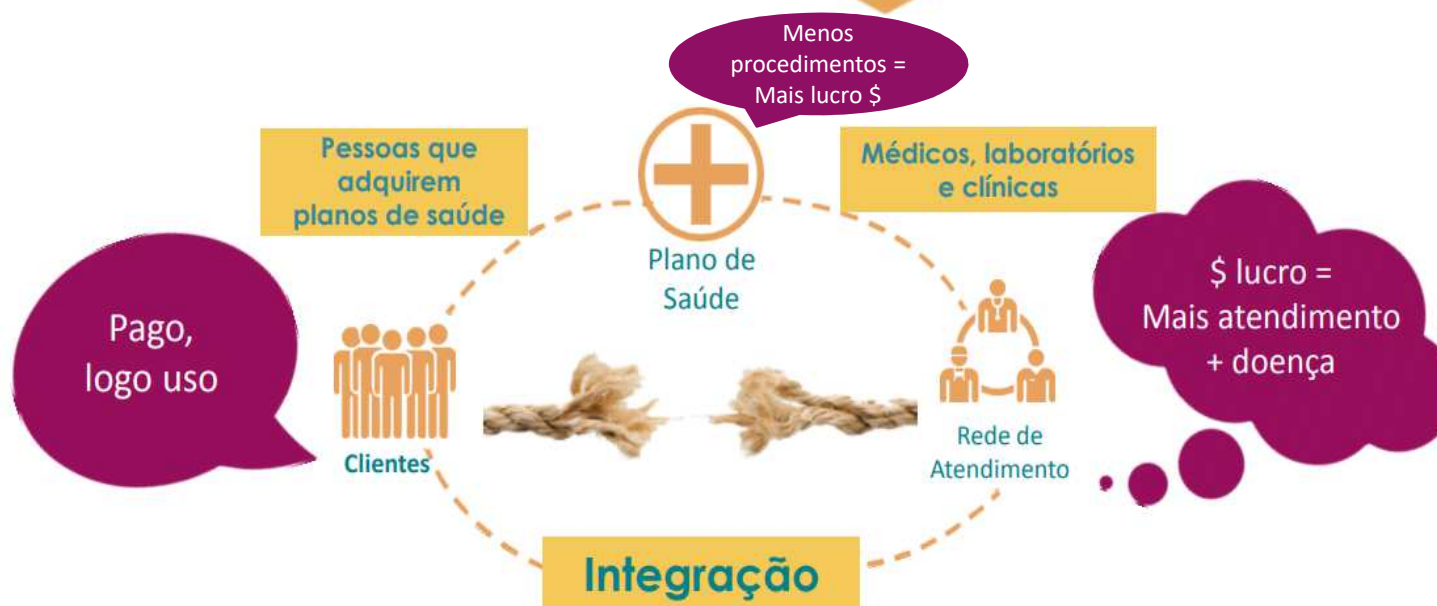 Menos
procedimentos =
Mais lucro $
Pessoas que
adquirem
planos de saúde
Médicos, laboratórios
e clínicas
Plano de
Saúde
Pago,
logo uso
$ lucro =
Mais atendimento
+ doença
Clientes
Rede de
Atendimento
Integração